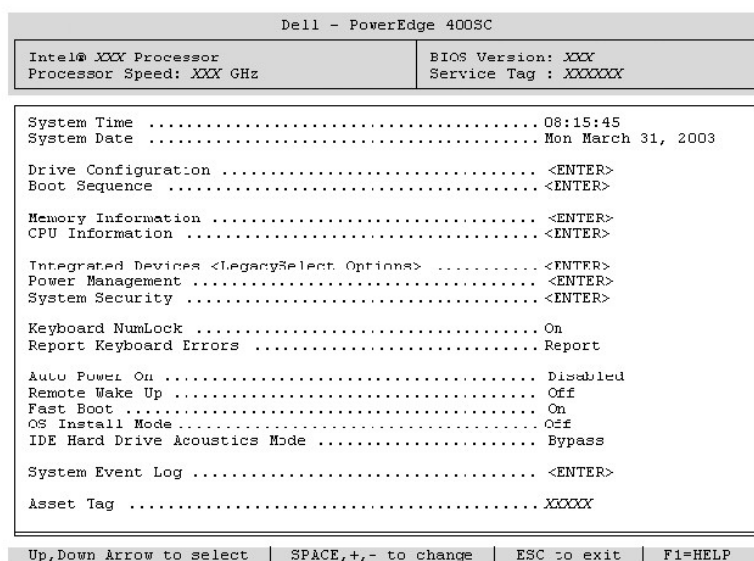 Dell - PowerEdge 400SC
Intel® XXX Processor
Processor Speed: XXX GHz
BIOS Version: XXX
Service Tag : XXXXXX
System Time ........................................ 08:15:45
System Date ........................................ Mon March 31, 2003
Drive Configuration ................................ <ENTER>
Boot Sequence ...................................... <ENTER>
Memory Information ................................. <ENTER>
CPU Information .................................... <ENTER>
Integrated Devices <LegacySelect Options> ........... <ENTER>
Power Management ................................... <ENTER>
System Security .................................... <ENTER>
Keyboard NumLock ................................... On
Report Keyboard Errors ............................. Report
Auto Power On ...................................... Disabled
Remote Wake Up ..................................... Off
Fast Boot .......................................... On
OS Install Mode..................................... Off
IDE Hard Drive Acoustics Mode ...................... Bypass
System Event Log ................................... <ENTER>
Asset Tag .......................................... XXXXX
Up,Down Arrow to select | SPACE,+,- to change | ESC to exit | F1=HELP